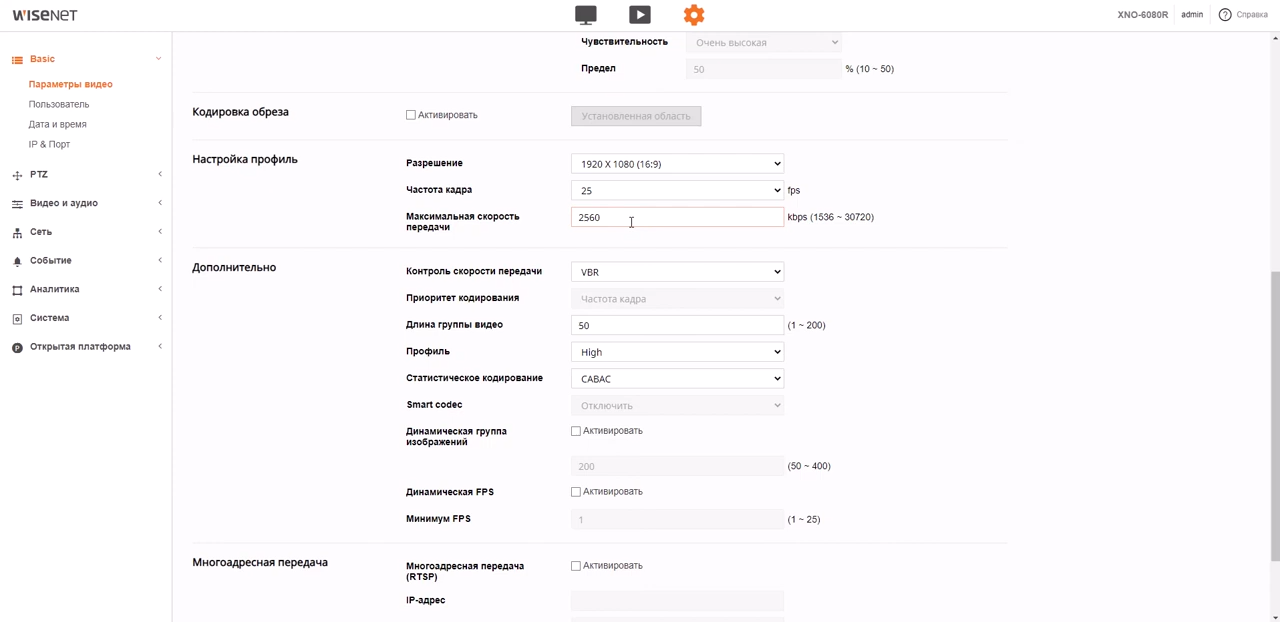 WISENET
XNO-6080R
admin
? Справка
Basic
Параметры видео
Пользователь
Дата и время
IP & Порт
PTZ
Видео и аудио
Сеть
Событие
Аналитика
Система
P Открытая платформа
Чувствительность Очень высокая
Предел 50 % (10 ~ 50)
Кодировка обреза Активировать Установленная область
Настройка профиль Разрешение 1920 X 1080 (16:9)
Частота кадра 25 fps
Максимальная скорость
передачи
2560 kbps (1536 ~ 30720)
Дополнительно Контроль скорости передачи VBR
Приоритет кодирования Частота кадра
Длина группы видео 50 (1 ~ 200)
Профиль High
Статистическое кодирование CABAC
Smart codec Отключить
Динамическая группа
изображений
Активировать
200 (50 ~ 400)
Динамическая FPS Активировать
Минимум FPS 1 (1 ~ 25)
Многоадресная передача Многоадресная передача
(RTSP)
Активировать
IP-адрес